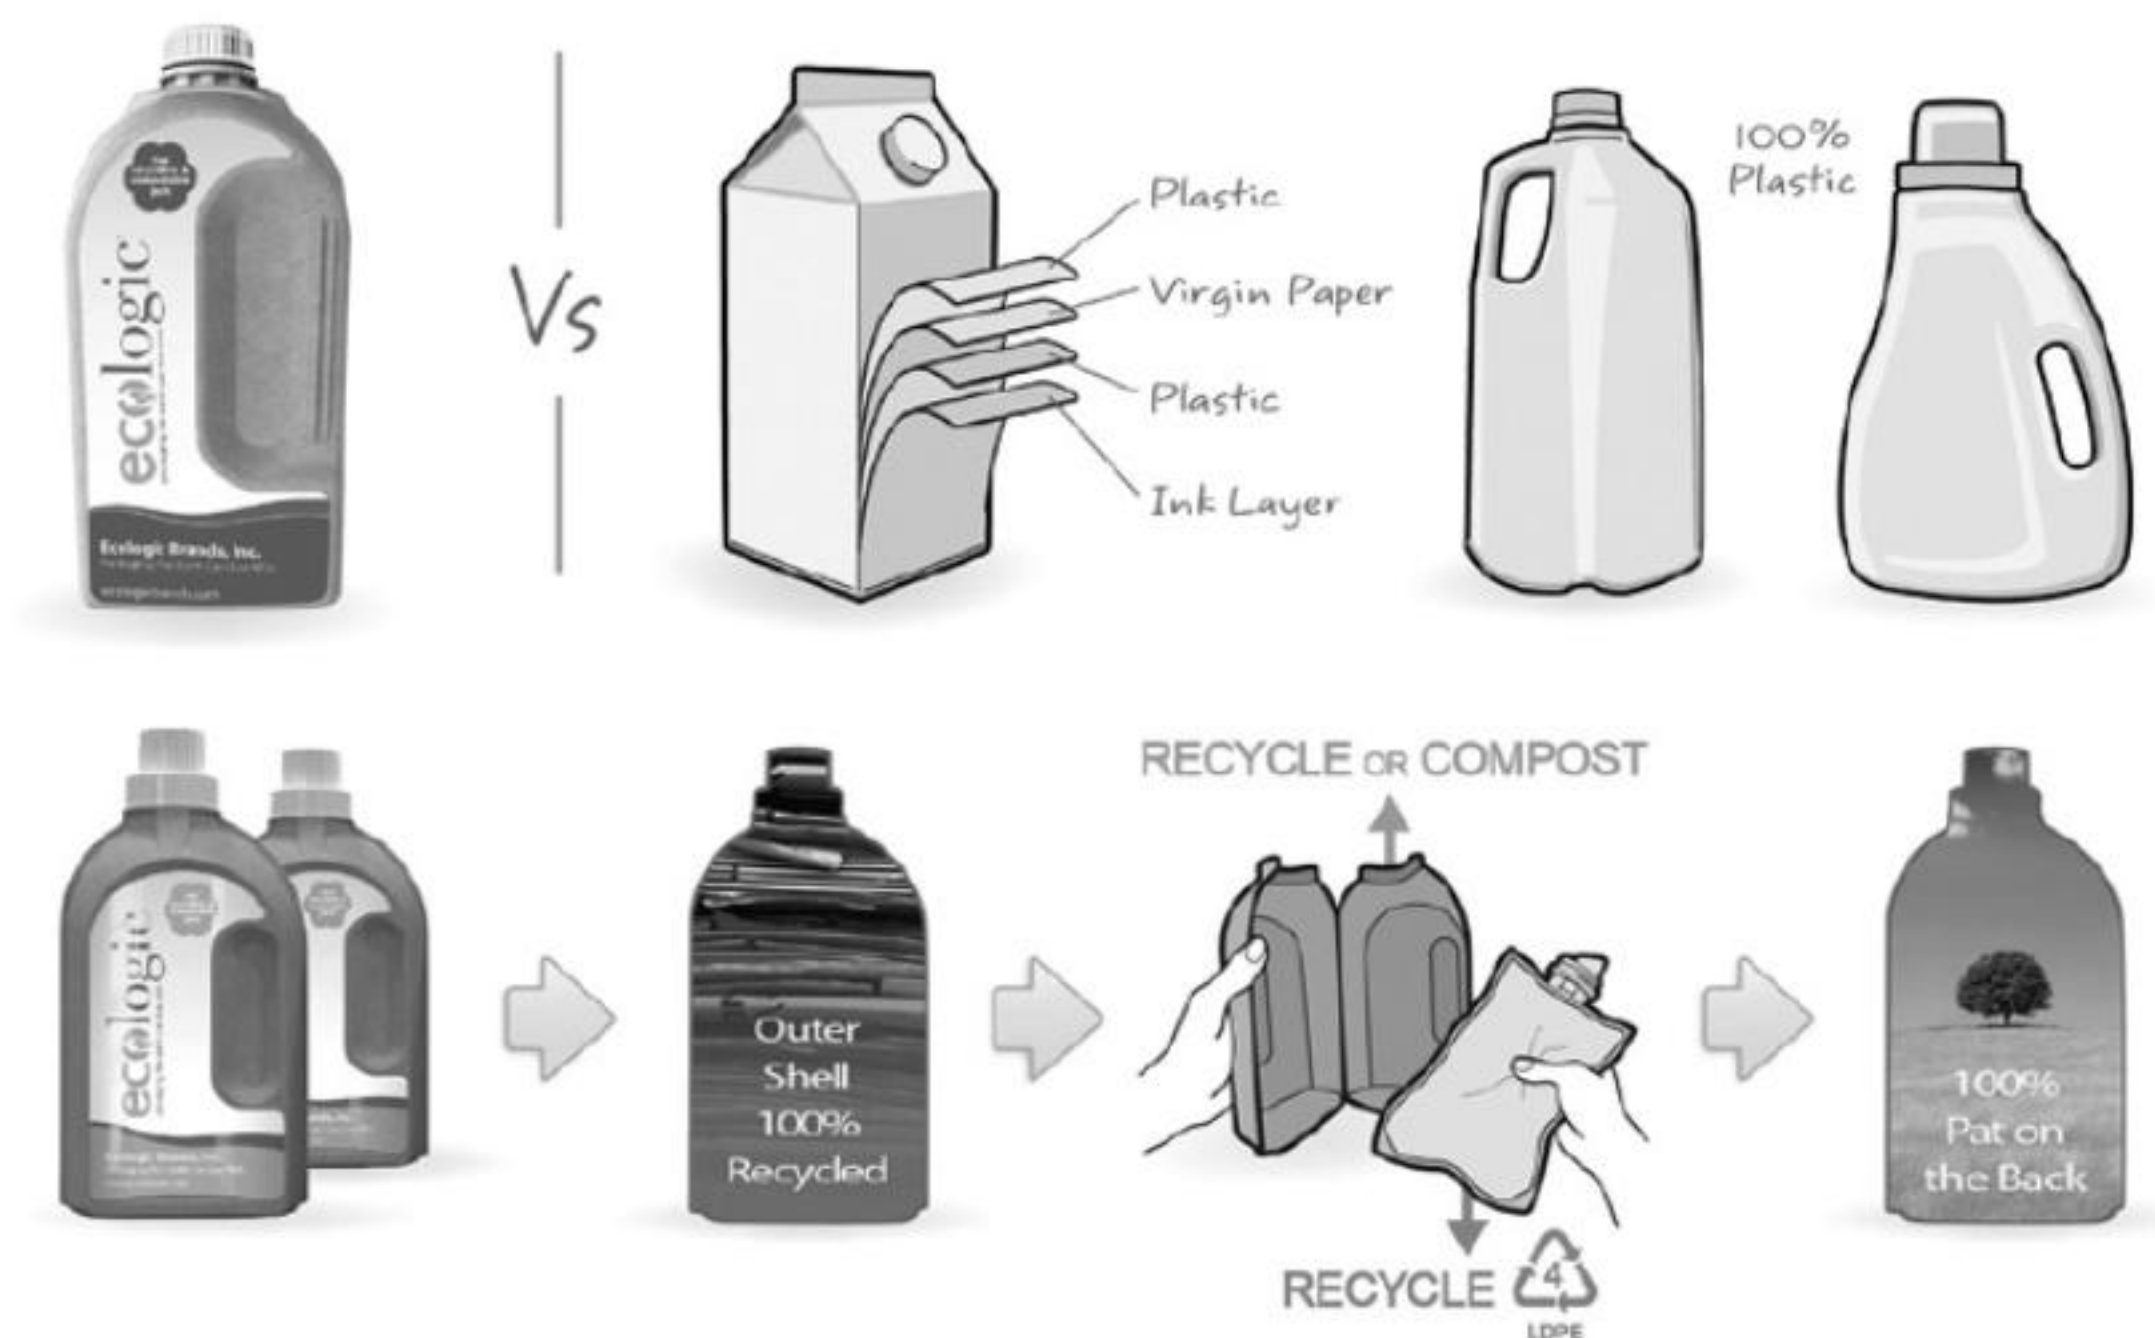 ecologic
Ecologic Brands, Inc.
Vs
Plastic
Virgin Paper
Plastic
Ink Layer
100%
Plastic
ecologic
ecologic
Outer
Shell
100%
Recycled
RECYCLE OR COMPOST
RECYCLE 4
LDPE
100%
Pat on
the Back